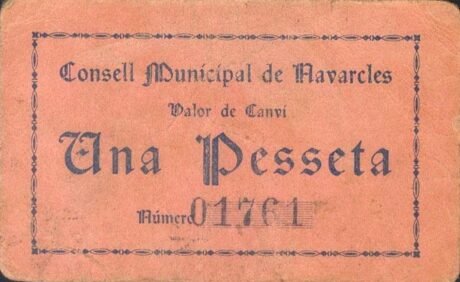 Consell Municipal de Navarcles
Valor de Canvi
Una Pesseta
Número 01761